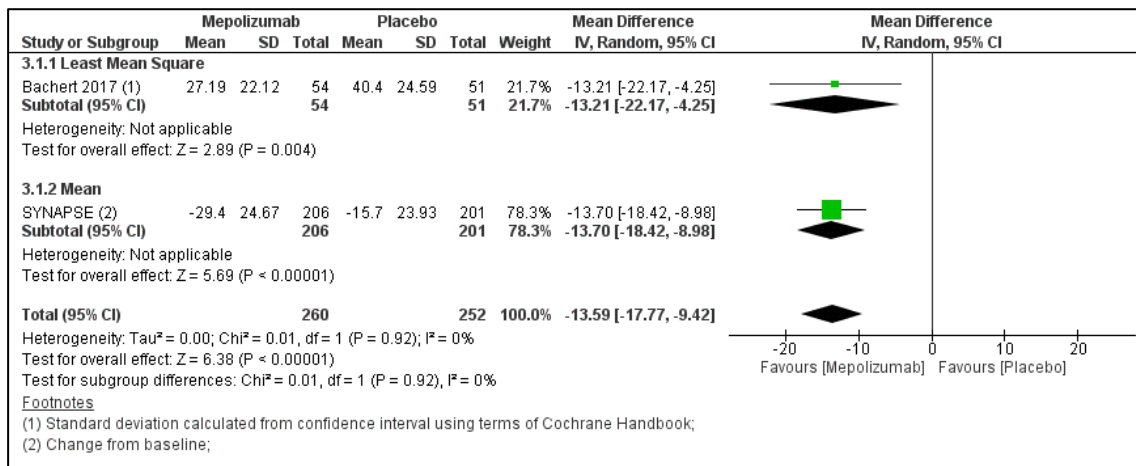 Mepolizumab Placebo Mean Difference Mean Difference
Study or Subgroup Mean SD Total Mean SD Total Weight IV, Random, 95% CI IV, Random, 95% CI
3.1.1 Least Mean Square
Bachert 2017 (1) 27.19 22.12 54 40.4 24.59 51 21.7% -13.21 [-22.17, -4.25]
Subtotal (95% CI) 54 51 21.7% -13.21 [-22.17, -4.25]
Heterogeneity: Not applicable
Test for overall effect: Z = 2.89 (P = 0.004)
3.1.2 Mean
SYNAPSE (2) -29.4 24.67 206 -15.7 23.93 201 78.3% -13.70 [-18.42, -8.98]
Subtotal (95% CI) 206 201 78.3% -13.70 [-18.42, -8.98]
Heterogeneity: Not applicable
Test for overall effect: Z = 5.69 (P < 0.00001)
Total (95% CI) 260 252 100.0% -13.59 [-17.77, -9.42]
Heterogeneity: Tau² = 0.00; Chi² = 0.01, df = 1 (P = 0.92); I² = 0%
Test for overall effect: Z = 6.38 (P < 0.00001)
Test for subgroup differences: Chi² = 0.01, df = 1 (P = 0.92), I² = 0%
-20 -10 0 10 20
Favours [Mepolizumab] Favours [Placebo]
Footnotes
(1) Standard deviation calculated from confidence interval using terms of Cochrane Handbook;
(2) Change from baseline;